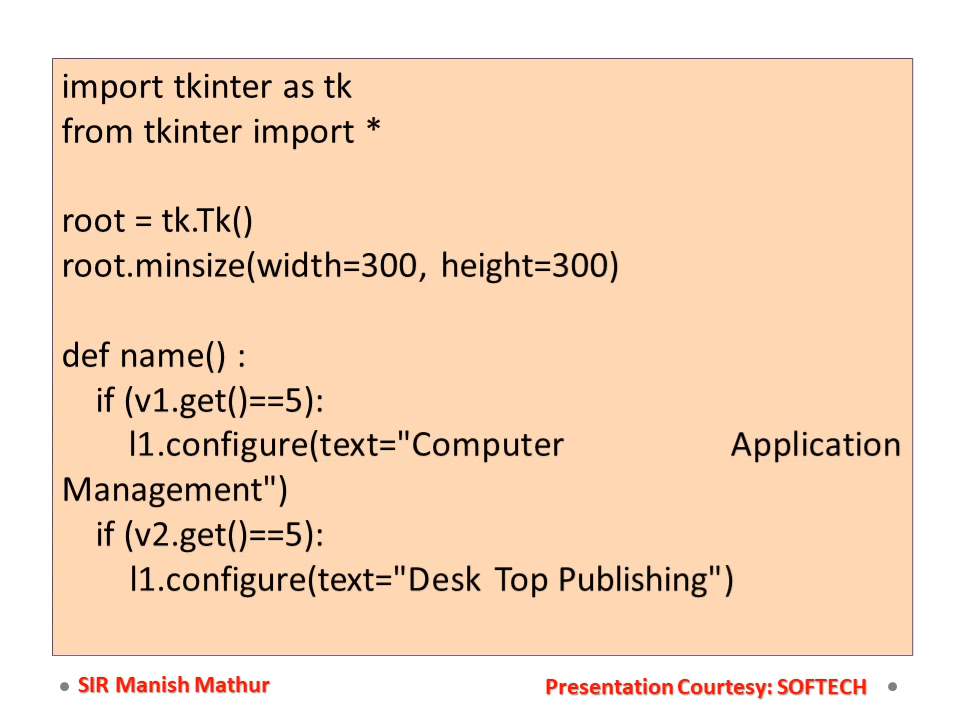 import tkinter as tk
from tkinter import *

root = tk.Tk()
root.minsize(width=300, height=300)

def name() :
    if (v1.get()==5):
        l1.configure(text="Computer Application
Management")
    if (v2.get()==5):
        l1.configure(text="Desk Top Publishing")

SIR Manish Mathur
Presentation Courtesy: SOFTECH